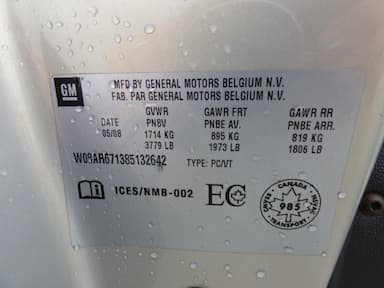 GM
MFD BY GENERAL MOTORS BELGIUM N.V.
FAB. PAR GENERAL MOTORS BELGIUM N.V.
GVWR GAWR FRT GAWR RR
DATE PNBV PNBE AV. PNBE ARR.
05/08 1714 KG 895 KG 819 KG
3779 LB 1973 LB 1806 LB
W08AR671385132642 TYPE: PC/VT
ICES/NMB-002 EC
CANADA
985
TRANSPORT